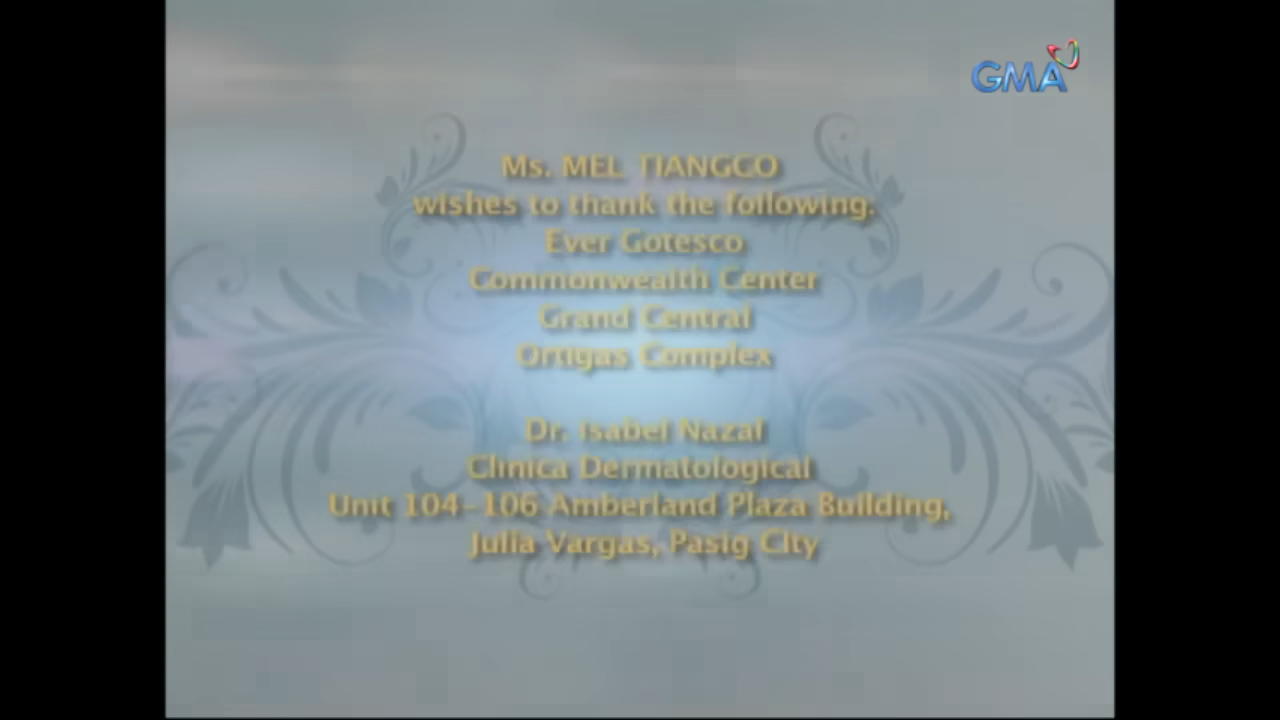 GMA
Ms. MEL TIANGCO
wishes to thank the following:
Ever Gotesco
Commonwealth Center
Grand Central
Ortigas Complex
Dr. Isabel Nazal
Clinica Dermatological
Unit 104-106 Amberland Plaza Building,
Julia Vargas, Pasig City